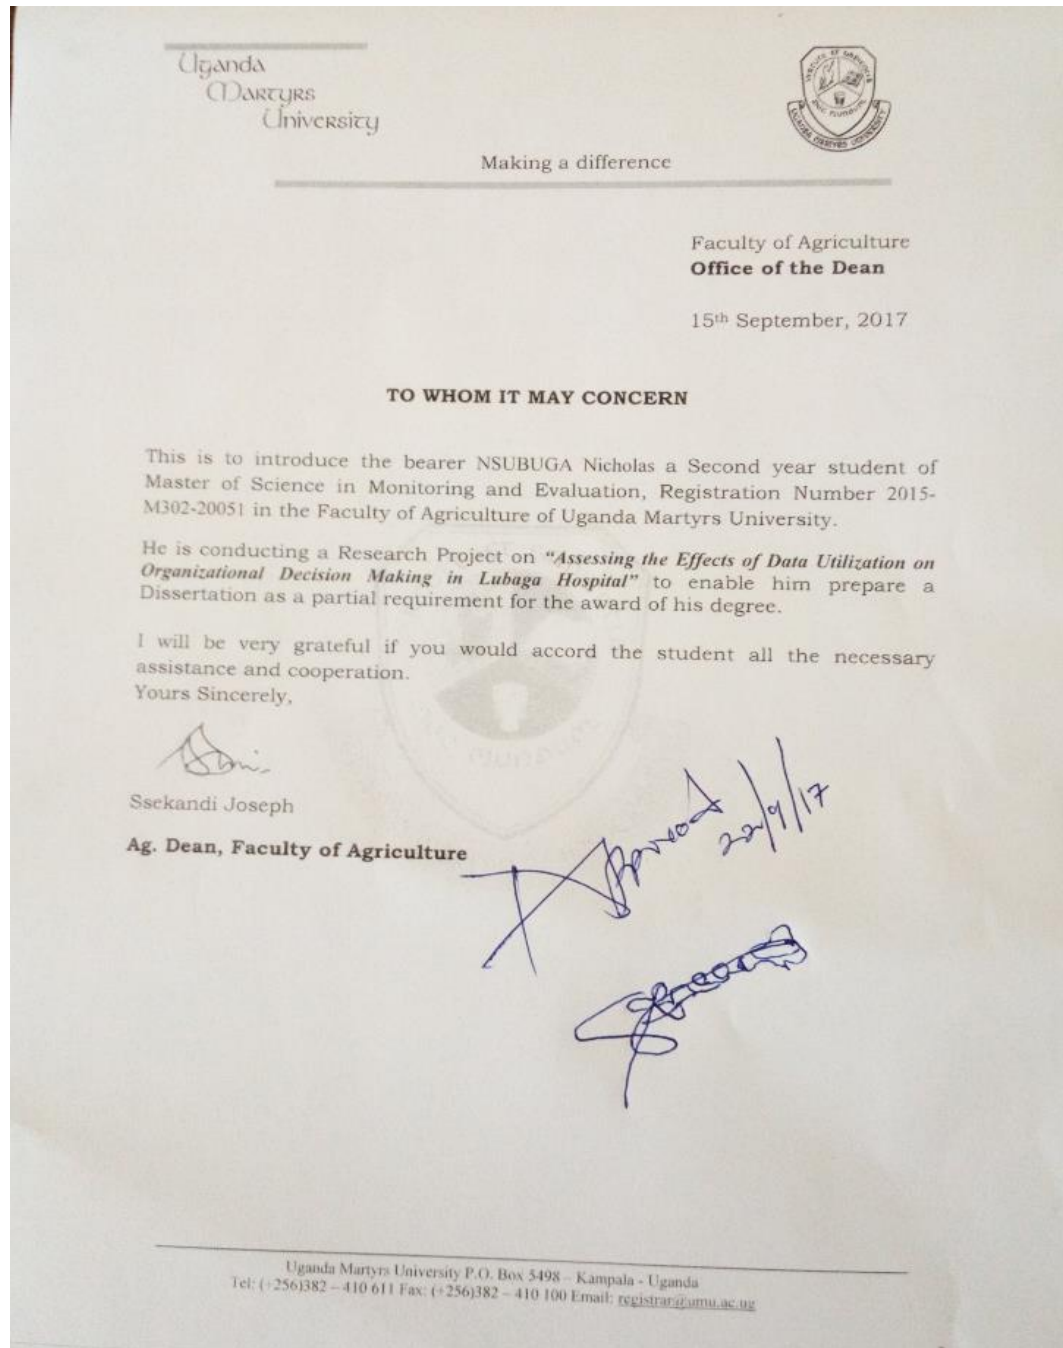 Uganda
Martyrs
University
UGANDA MARTYRS UNIVERSITY
Making a difference
Faculty of Agriculture
Office of the Dean
15th September, 2017
TO WHOM IT MAY CONCERN
This is to introduce the bearer NSUBUGA Nicholas a Second year student of
Master of Science in Monitoring and Evaluation, Registration Number 2015-
M302-20051 in the Faculty of Agriculture of Uganda Martyrs University.
He is conducting a Research Project on "Assessing the Effects of Data Utilization on
Organizational Decision Making in Lubaga Hospital" to enable him prepare a
Dissertation as a partial requirement for the award of his degree.
I will be very grateful if you would accord the student all the necessary
assistance and cooperation.
Yours Sincerely,
Ssekandi Joseph
Ag. Dean, Faculty of Agriculture
Approved
22/9/17
Uganda Martyrs University P.O. Box 5498 – Kampala - Uganda
Tel: (+256)382 – 410 611 Fax: (+256)382 – 410 100 Email: registrar@umu.ac.ug